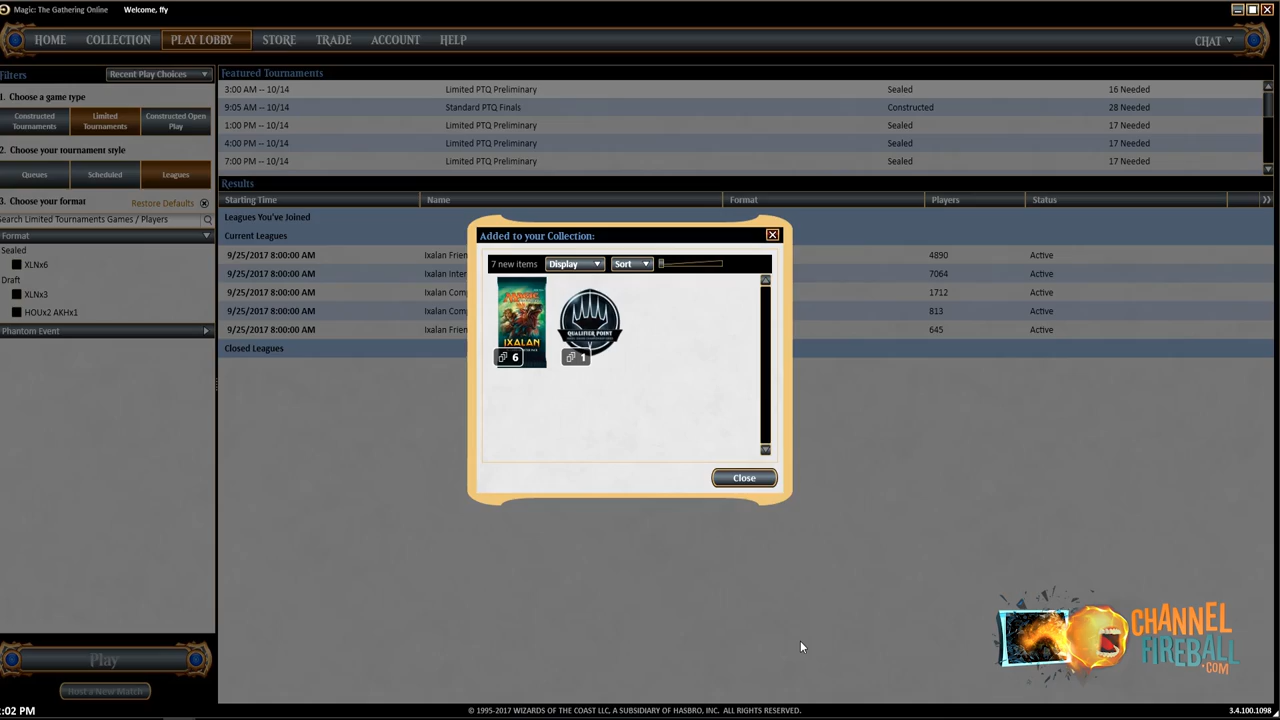 Magic: The Gathering Online Welcome, ffy
HOME COLLECTION PLAY LOBBY STORE TRADE ACCOUNT HELP CHAT
Filters Recent Play Choices
1. Choose a game type
Constructed Tournaments
Limited Tournaments
Constructed Open Play
2. Choose your tournament style
Queues Scheduled Leagues
3. Choose your format Restore Defaults
Search Limited Tournaments Games / Players
Format
Sealed
XLNx6
Draft
XLNx3
HOUx2 AKHx1
Phantom Event
Play
Host a New Match
:02 PM
Featured Tournaments
3:00 AM -- 10/14 Limited PTQ Preliminary Sealed 16 Needed
9:05 AM -- 10/14 Standard PTQ Finals Constructed 28 Needed
1:00 PM -- 10/14 Limited PTQ Preliminary Sealed 17 Needed
4:00 PM -- 10/14 Limited PTQ Preliminary Sealed 17 Needed
7:00 PM -- 10/14 Limited PTQ Preliminary Sealed 17 Needed
Results
Starting Time Name Format Players Status
Leagues You've Joined
Current Leagues
9/25/2017 8:00:00 AM Ixalan Frien 4890 Active
9/25/2017 8:00:00 AM Ixalan Inter 7064 Active
9/25/2017 8:00:00 AM Ixalan Com 1712 Active
9/25/2017 8:00:00 AM Ixalan Com 813 Active
9/25/2017 8:00:00 AM Ixalan Frien 645 Active
Closed Leagues
Added to your Collection:
7 new items Display Sort
MAGIC
IXALAN
6
QUALIFIER POINT
1
Close
CHANNEL
FIREBALL
.COM
© 1995-2017 WIZARDS OF THE COAST LLC, A SUBSIDIARY OF HASBRO, INC. ALL RIGHTS RESERVED.
3.4.100.1098